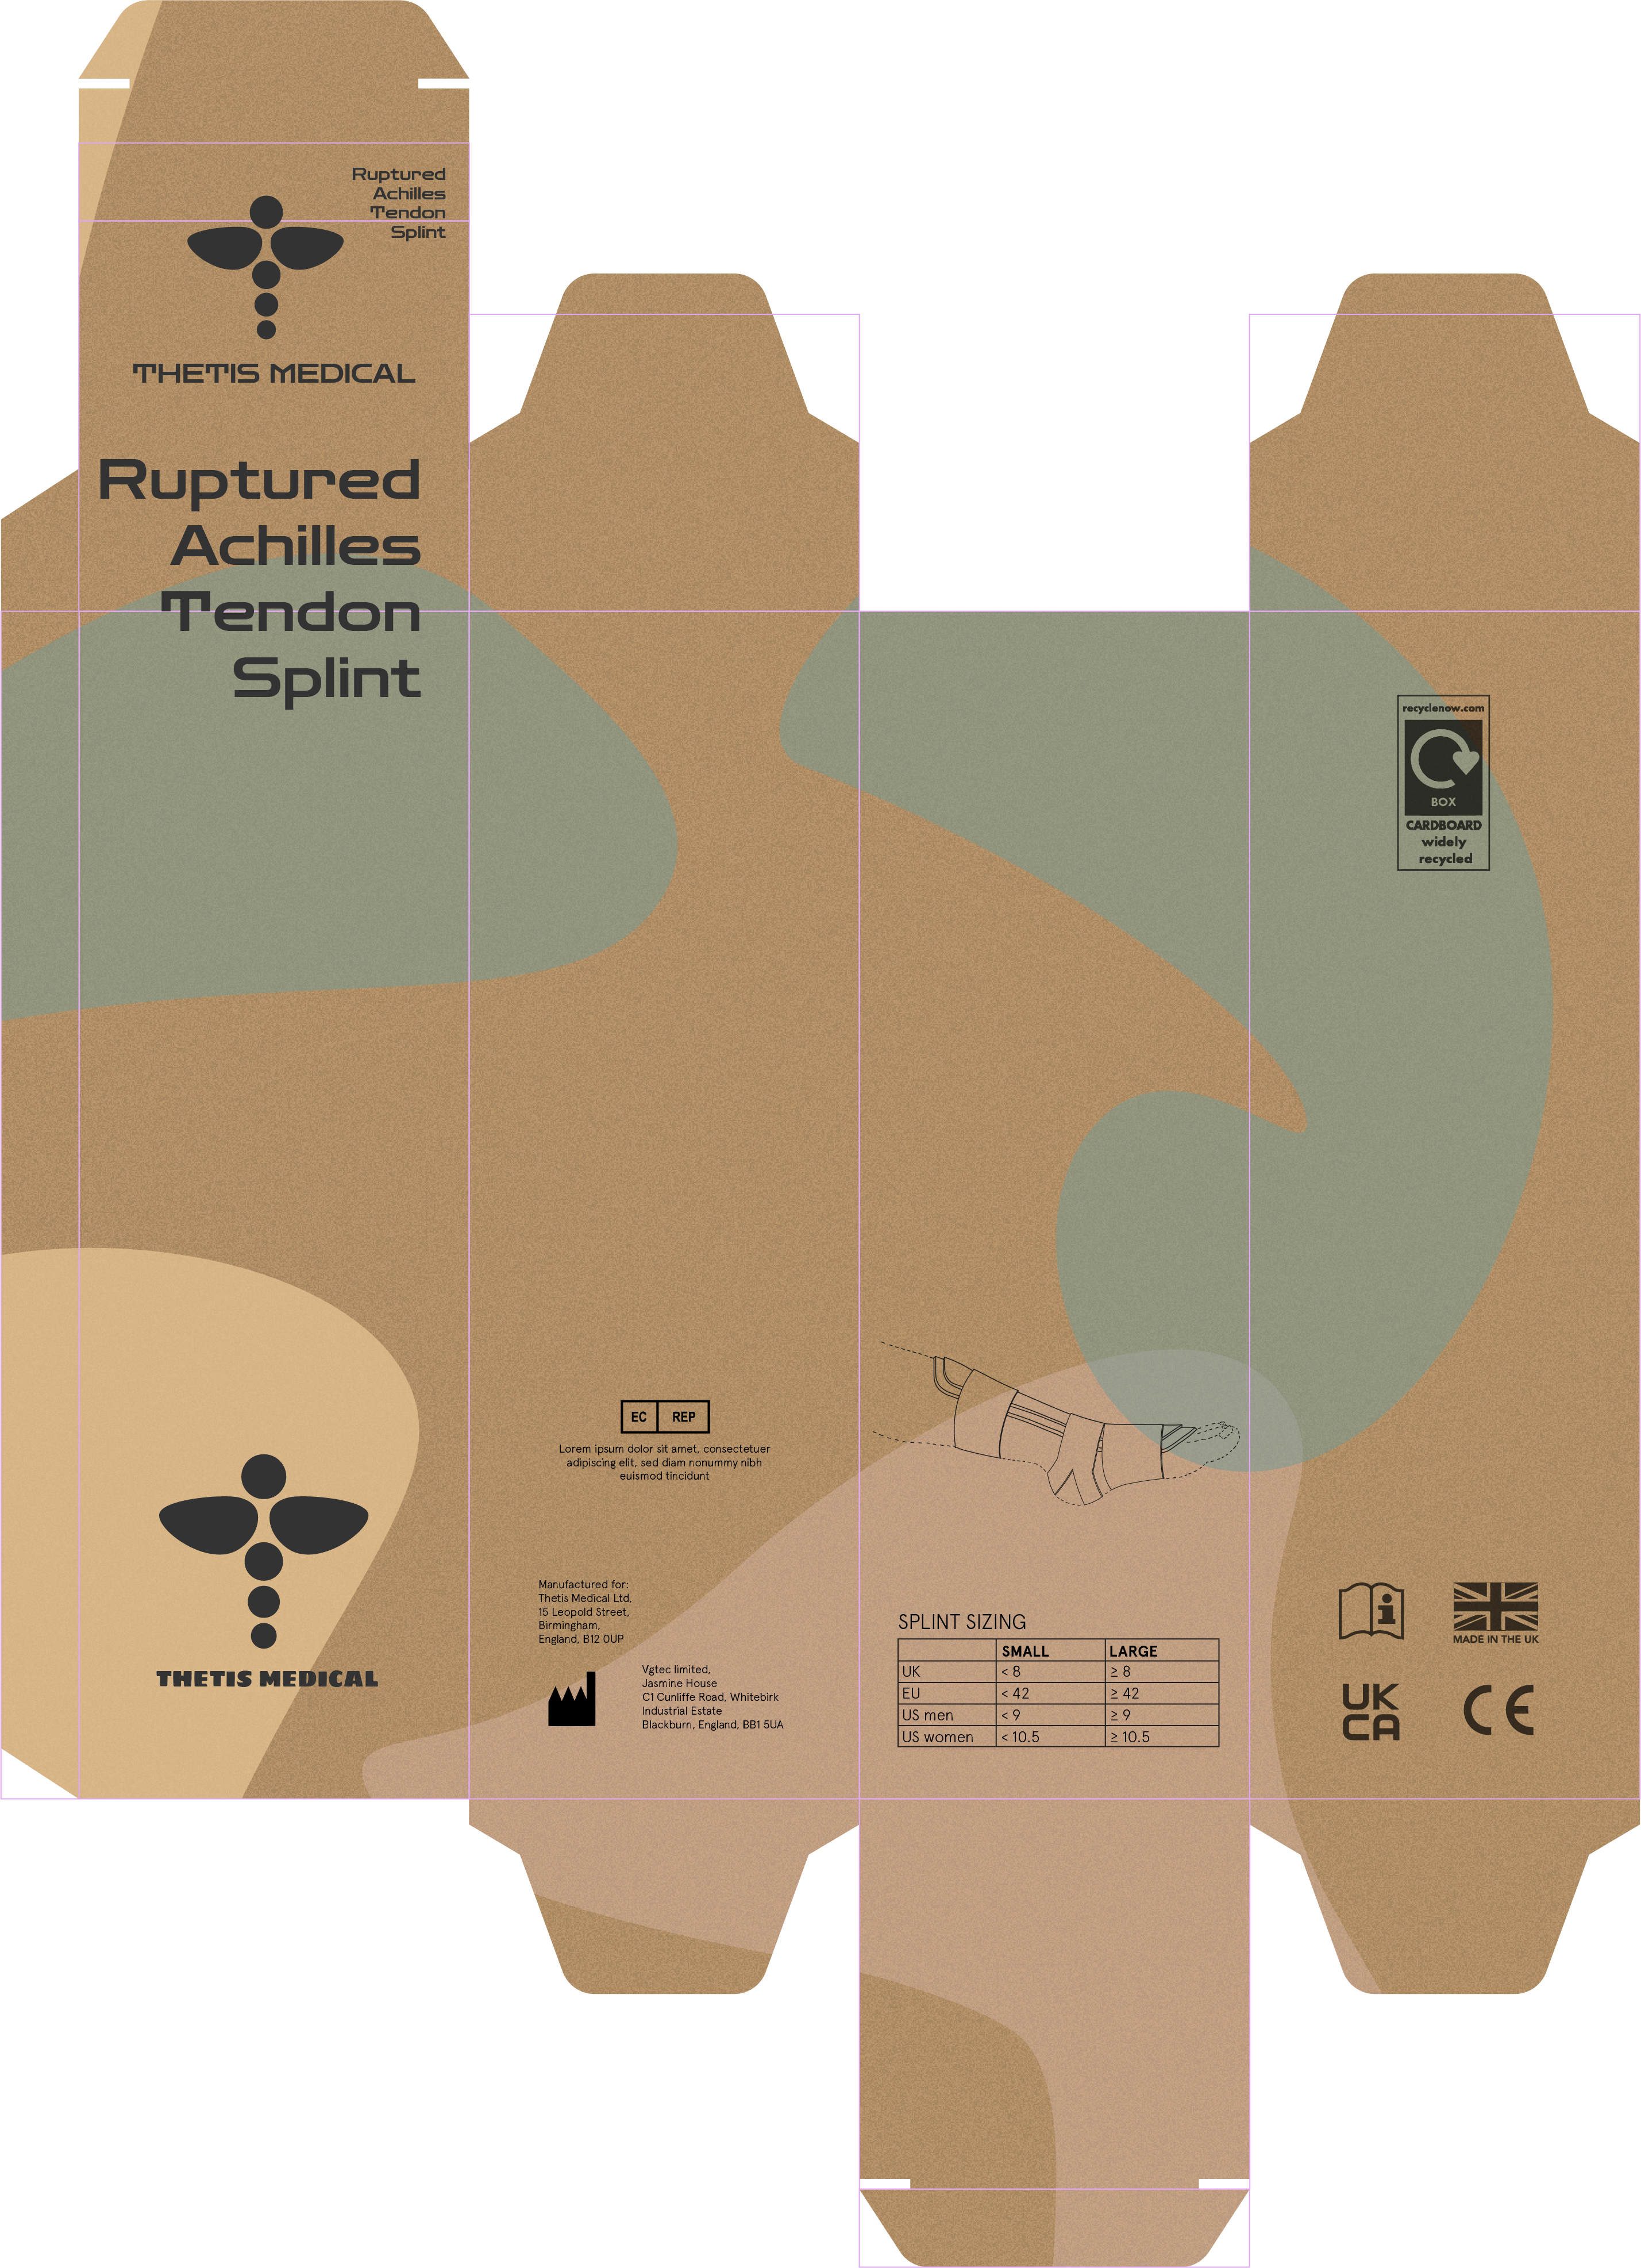 Ruptured
Achilles
Tendon
Splint
THETIS MEDICAL
Ruptured
Achilles
Tendon
Splint
THETIS MEDICAL
EC REP
Lorem ipsum dolor sit amet, consectetuer
adipiscing elit, sed diam nonummy nibh
euismod tincidunt
Manufactured for:
Thetis Medical Ltd,
15 Leopold Street,
Birmingham,
England, B12 0UP
Vgtec limited,
Jasmine House
C1 Cunliffe Road, Whitebirk
Industrial Estate
Blackburn, England, BB1 5UA
SPLINT SIZING
SMALL LARGE
UK < 8 ≥ 8
EU < 42 ≥ 42
US men < 9 ≥ 9
US women < 10.5 ≥ 10.5
recyclenow.com
BOX
CARDBOARD
widely
recycled
i
MADE IN THE UK
UK
CA
CE